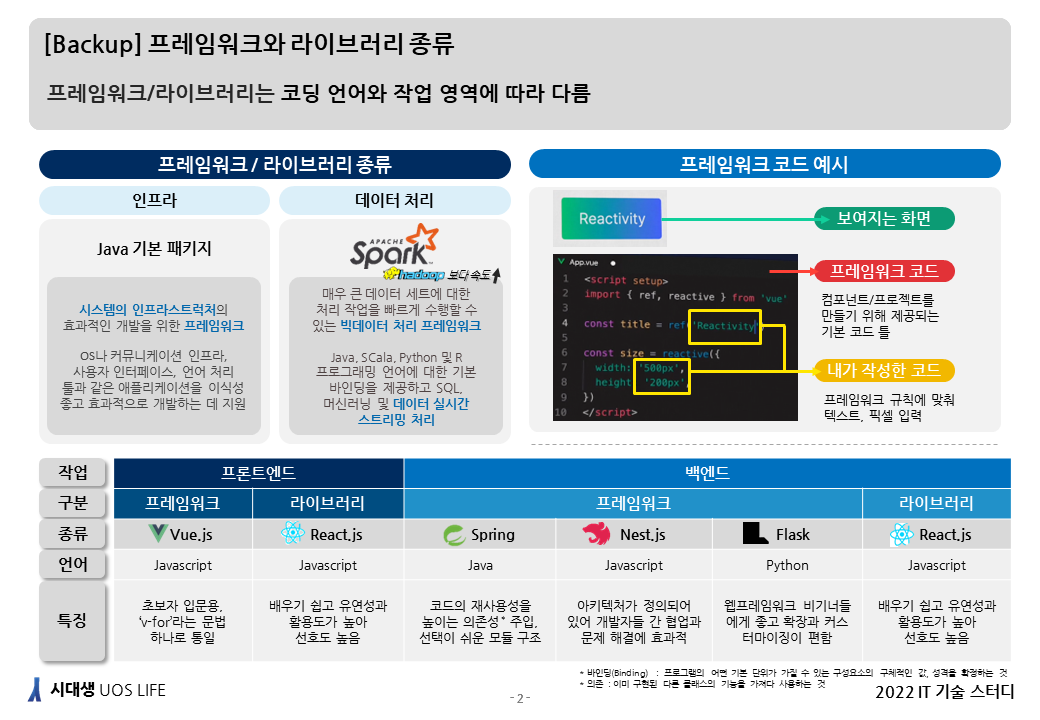 [Backup] 프레임워크와 라이브러리 종류
프레임워크/라이브러리는 코딩 언어와 작업 영역에 따라 다름
프레임워크 / 라이브러리 종류
인프라
Java 기본 패키지
시스템의 인프라스트럭처의
효과적인 개발을 위한 프레임워크
OS나 커뮤니케이션 인프라,
사용자 인터페이스, 언어 처리
툴과 같은 애플리케이션을 이식성
좋고 효과적으로 개발하는 데 지원
데이터 처리
APACHE
Spark™
hadoop 보다 속도
매우 큰 데이터 세트에 대한
처리 작업을 빠르게 수행할 수
있는 빅데이터 처리 프레임워크
Java, SCala, Python 및 R
프로그래밍 언어에 대한 기본
바인딩을 제공하고 SQL,
머신러닝 및 데이터 실시간
스트리밍 처리
프레임워크 코드 예시
Reactivity
보여지는 화면
App.vue
1 <script setup>
2 import { ref, reactive } from 'vue'
3
4 const title = ref('Reactivity')
5
6 const size = reactive({
7 width: '500px',
8 height: '200px',
9 })
10 </script>
프레임워크 코드
컴포넌트/프로젝트를
만들기 위해 제공되는
기본 코드 틀
내가 작성한 코드
프레임워크 규칙에 맞춰
텍스트, 픽셀 입력
작업 프론트엔드 백엔드
구분 프레임워크 라이브러리 프레임워크 라이브러리
종류 Vue.js React.js Spring Nest.js Flask React.js
언어 Javascript Javascript Java Javascript Python Javascript
특징
초보자 입문용,
'v-for'라는 문법
하나로 통일
배우기 쉽고 유연성과
활용도가 높아
선호도 높음
코드의 재사용성을
높이는 의존성* 주입,
선택이 쉬운 모듈 구조
아키텍처가 정의되어
있어 개발자들 간 협업과
문제 해결에 효과적
웹프레임워크 비기너들
에게 좋고 확장과 커스
터마이징이 편함
배우기 쉽고 유연성과
활용도가 높아
선호도 높음
* 바인딩(Binding) : 프로그램의 어떤 기본 단위가 가질 수 있는 구성요소의 구체적인 값, 성격을 확정하는 것
* 의존 : 이미 구현된 다른 클래스의 기능을 가져다 사용하는 것
시대생 UOS LIFE
- 2 -
2022 IT 기술 스터디